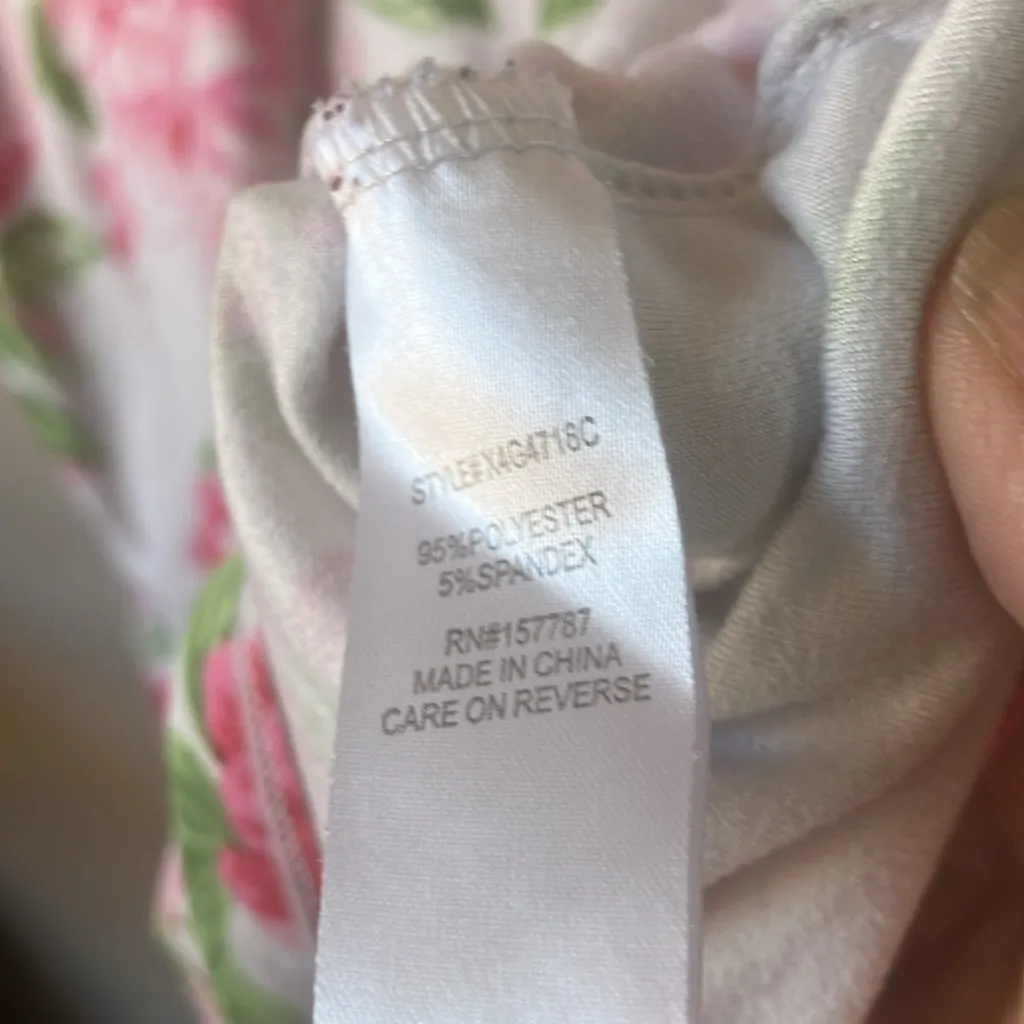 STYLE#X4G4718C
95%POLYESTER
5%SPANDEX
RN#157787
MADE IN CHINA
CARE ON REVERSE